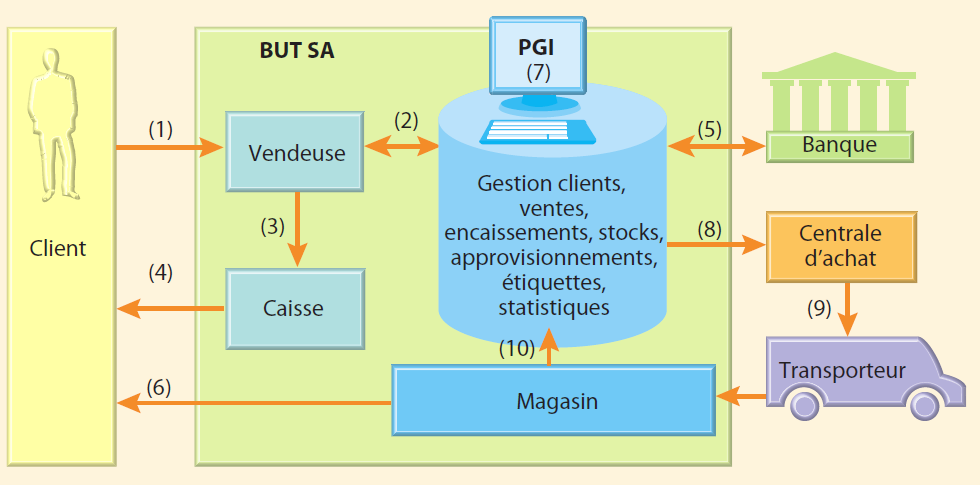 BUT SA
PGI
(7)
(1)
Vendeuse
(2)
(5)
Banque
Gestion clients,
ventes,
encaissements, stocks,
approvisionnements,
étiquettes,
statistiques
(3)
(8)
Centrale
d'achat
Client
(4)
Caisse
(9)
(10)
Transporteur
(6)
Magasin